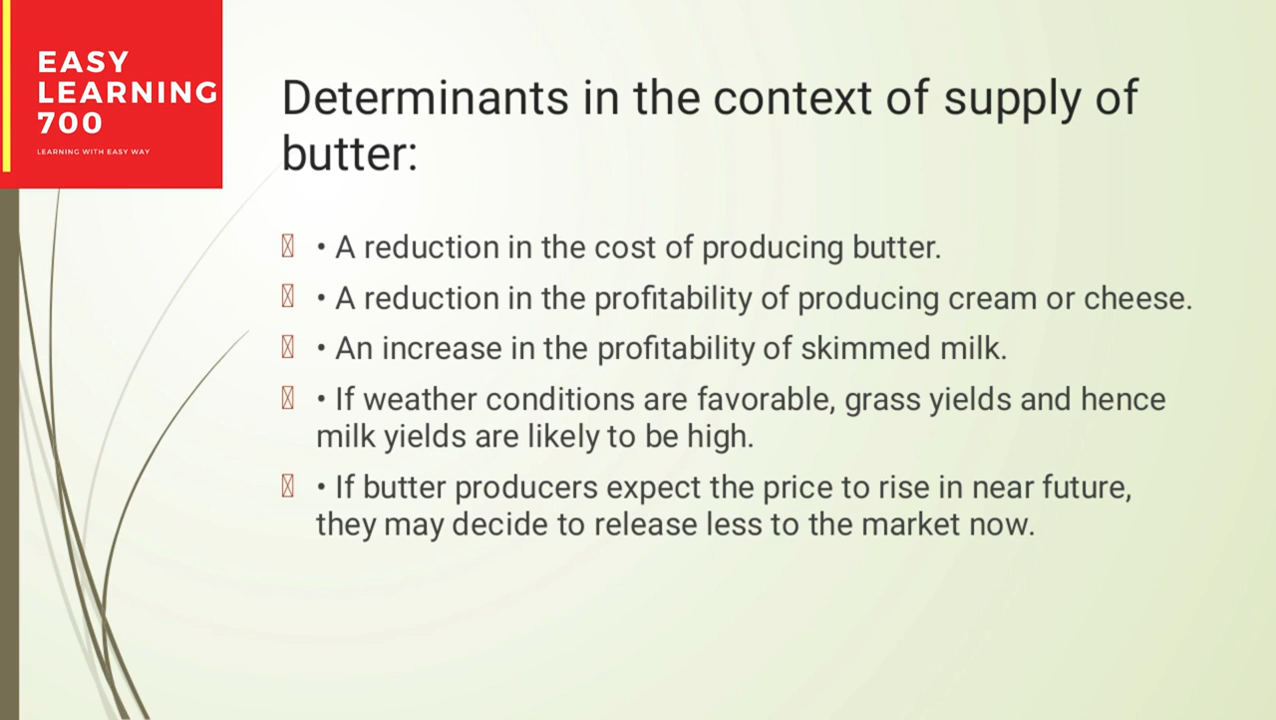 EASY
LEARNING
700
LEARNING WITH EASY WAY
Determinants in the context of supply of
butter:
• A reduction in the cost of producing butter.
• A reduction in the profitability of producing cream or cheese.
• An increase in the profitability of skimmed milk.
• If weather conditions are favorable, grass yields and hence
milk yields are likely to be high.
• If butter producers expect the price to rise in near future,
they may decide to release less to the market now.